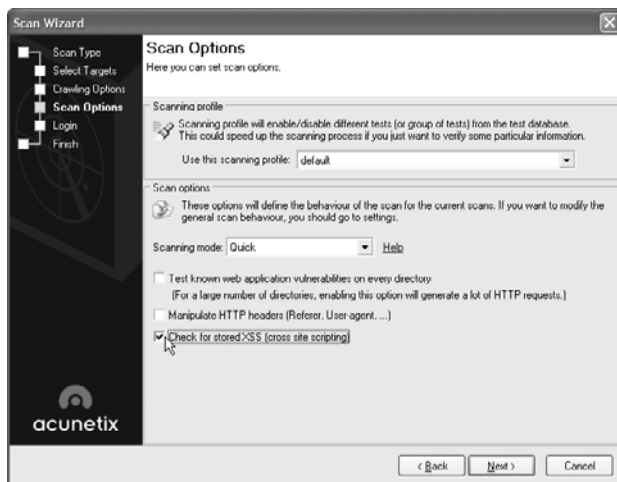 Scan Wizard
Scan Type
Select Targets
Crawling Options
Scan Options
Login
Finish
acunetix
Scan Options
Here you can set scan options.
Scanning profile
Scanning profile will enable/disable different tests (or group of tests) from the test database.
This could speed up the scanning process if you just want to verify some particular information.
Use this scanning profile: default
Scan options
These options will define the behaviour of the scan for the current scans. If you want to modify the
general scan behaviour, you should go to settings.
Scanning mode: Quick Help
Test known web application vulnerabilities on every directory
(For a large number of directories, enabling this option will generate a lot of HTTP requests.)
Manipulate HTTP headers (Referer, User-agent, ...)
Check for stored XSS (cross site scripting)
< Back Next > Cancel